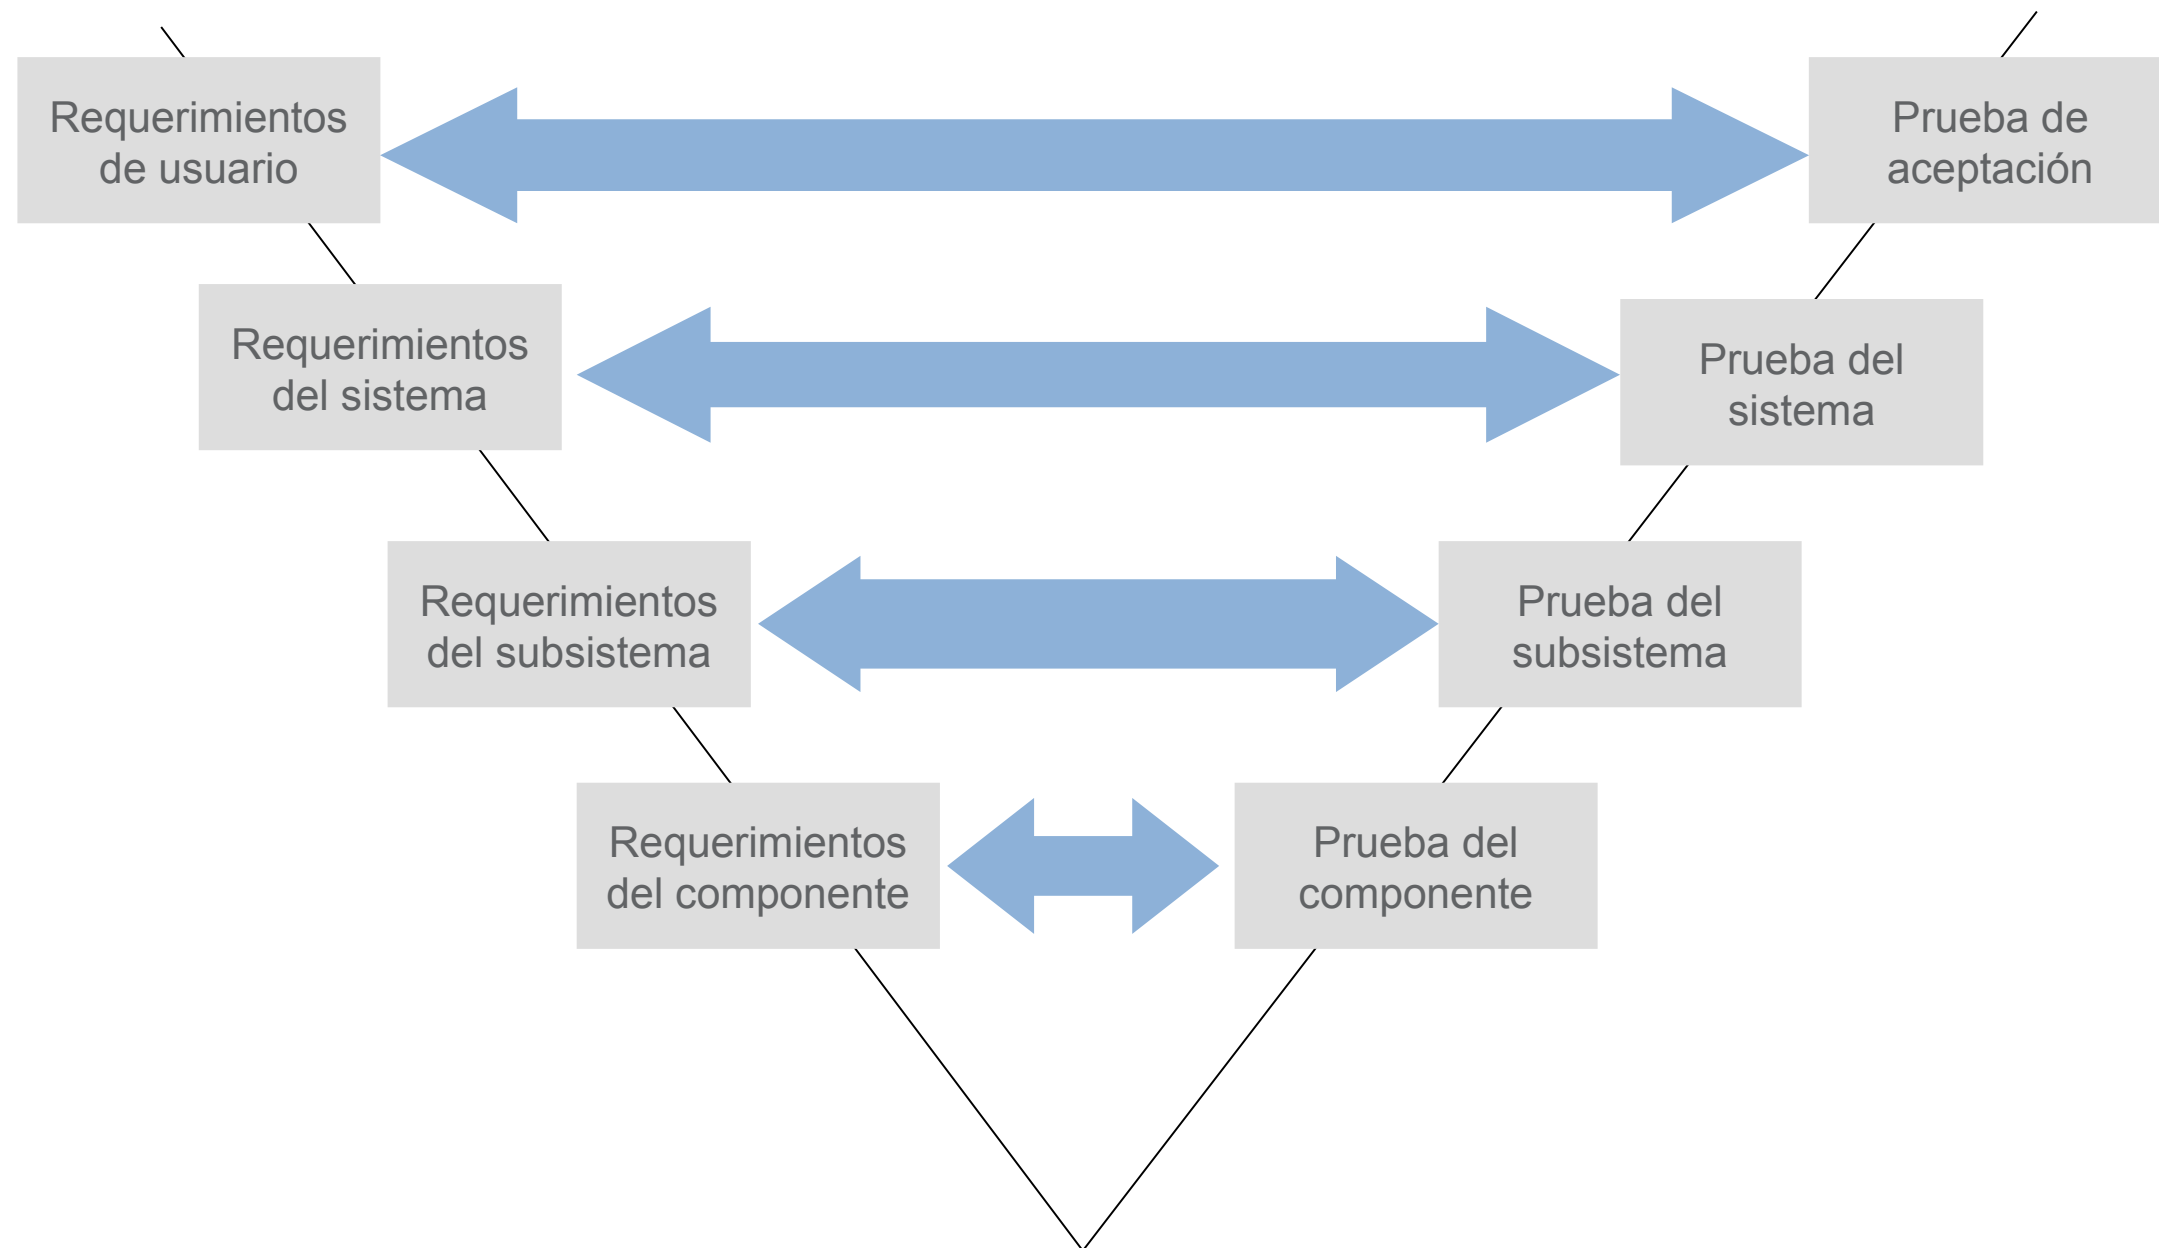 Requerimientos
de usuario
Prueba de
aceptación
Requerimientos
del sistema
Prueba del
sistema
Requerimientos
del subsistema
Prueba del
subsistema
Requerimientos
del componente
Prueba del
componente